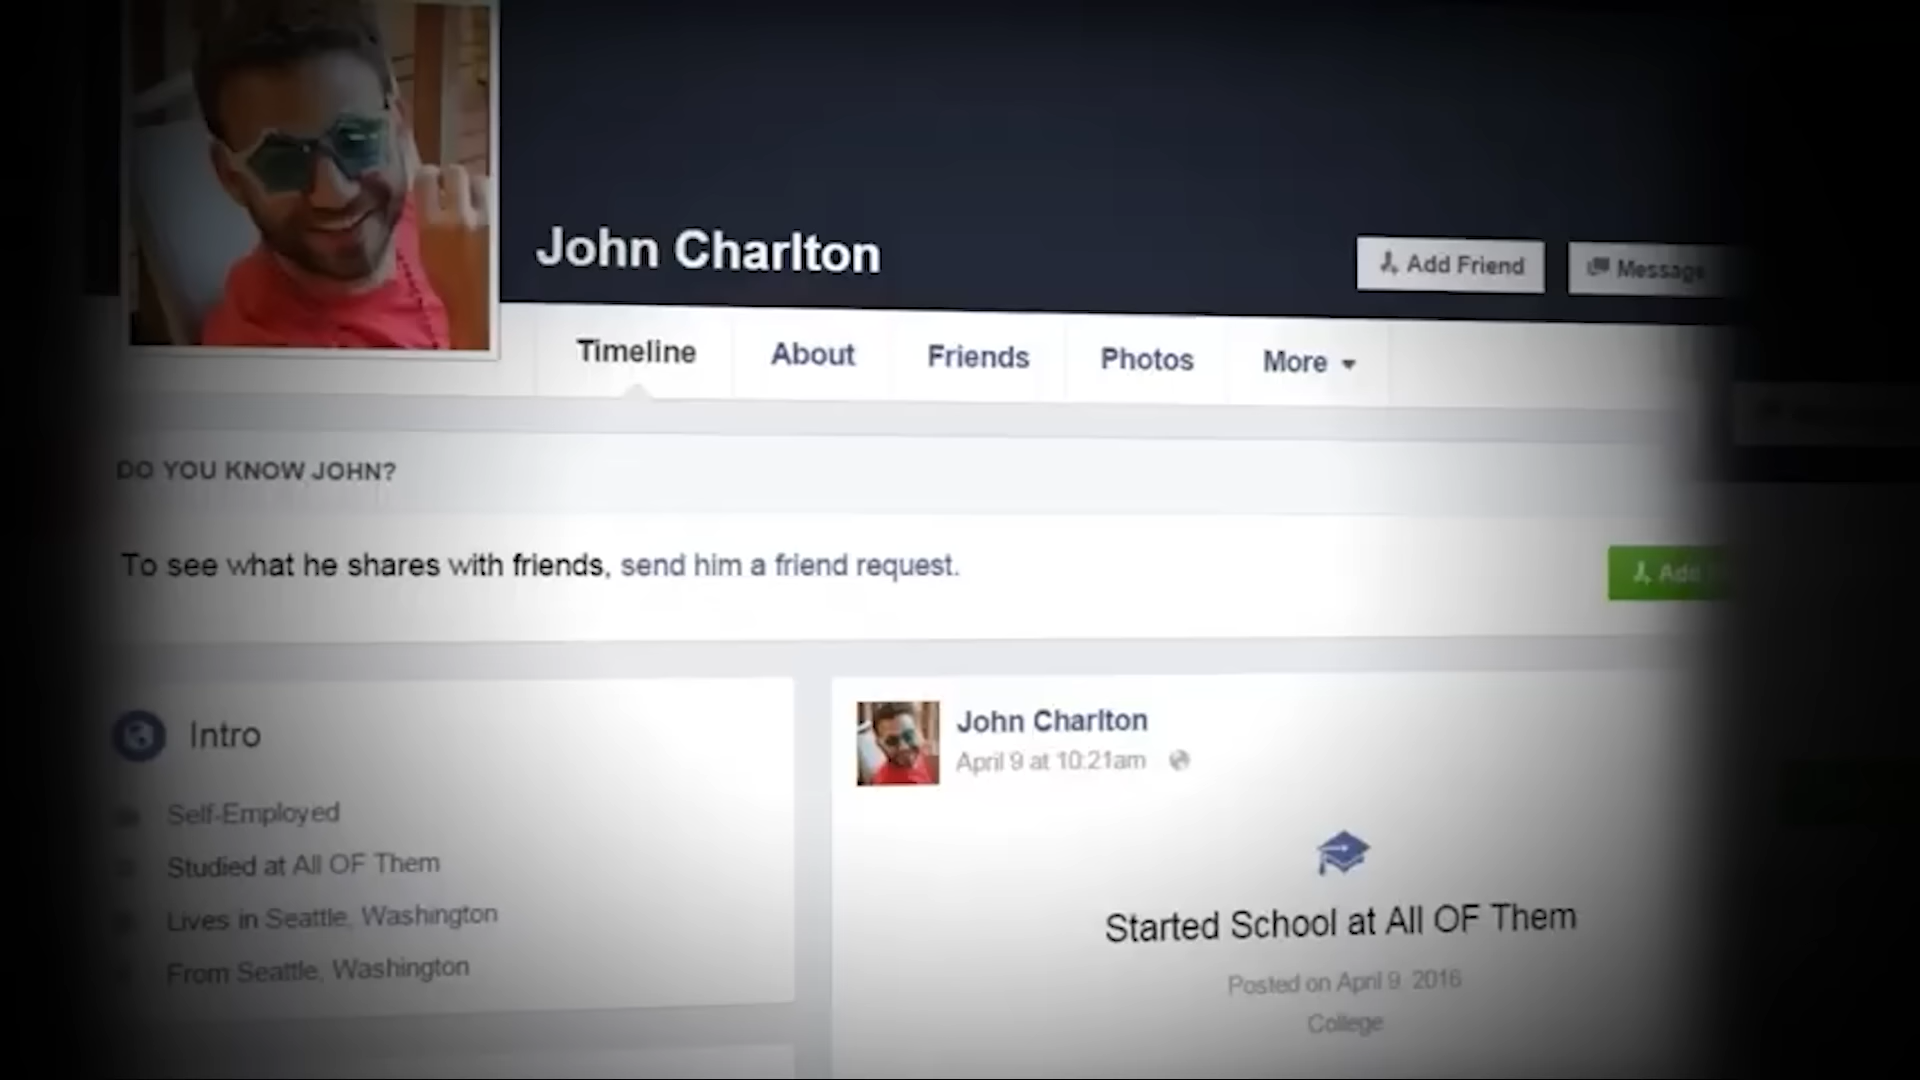 John Charlton
Add Friend
Message
Timeline About Friends Photos More
DO YOU KNOW JOHN?
To see what he shares with friends, send him a friend request.
Add
Intro
Self-Employed
Studied at All OF Them
Lives in Seattle, Washington
From Seattle, Washington
John Charlton
April 9 at 10:21am
Started School at All OF Them
Posted on April 9, 2016
College